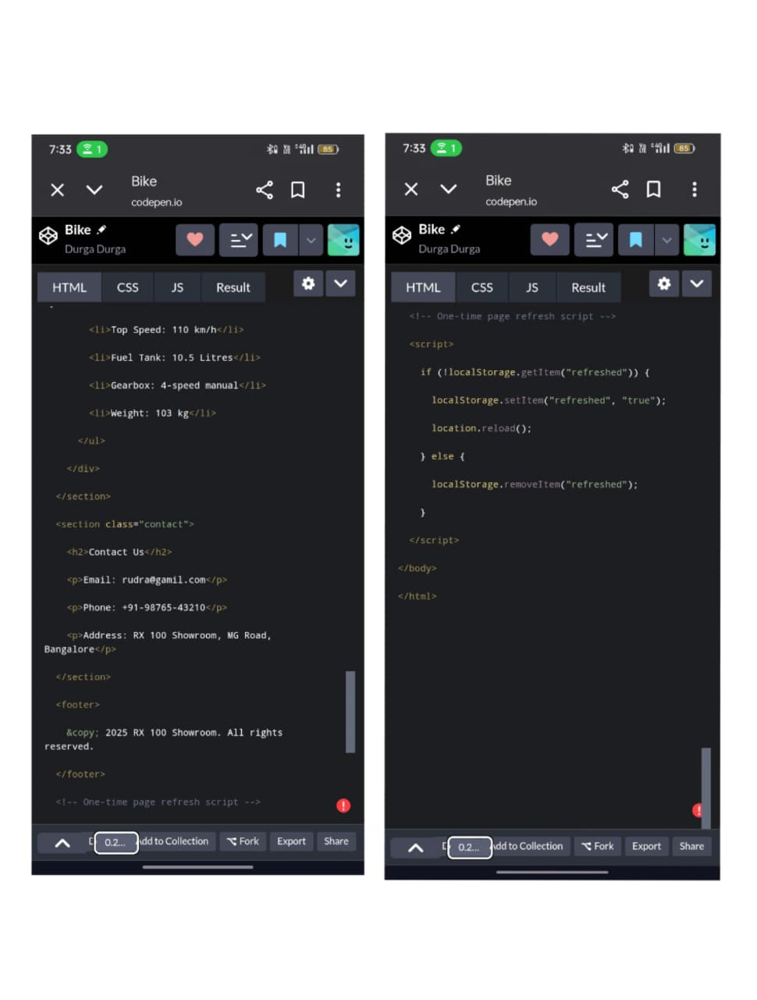 7:33 1 85
Bike
codepen.io
Bike
Durga Durga
HTML CSS JS Result
<li>Top Speed: 110 km/h</li>
<li>Fuel Tank: 10.5 Litres</li>
<li>Gearbox: 4-speed manual</li>
<li>Weight: 103 kg</li>
</ul>
</div>
</section>
<section class="contact">
<h2>Contact Us</h2>
<p>Email: rudra@gamil.com</p>
<p>Phone: +91-98765-43210</p>
<p>Address: RX 100 Showroom, MG Road,
Bangalore</p>
</section>
<footer>
&copy; 2025 RX 100 Showroom. All rights
reserved.
</footer>
<!-- One-time page refresh script -->
0.2... Add to Collection Fork Export Share
7:33 1 85
Bike
codepen.io
Bike
Durga Durga
HTML CSS JS Result
<!-- One-time page refresh script -->
<script>
if (!localStorage.getItem("refreshed")) {
localStorage.setItem("refreshed", "true");
location.reload();
} else {
localStorage.removeItem("refreshed");
}
</script>
</body>
</html>
0.2... Add to Collection Fork Export Share